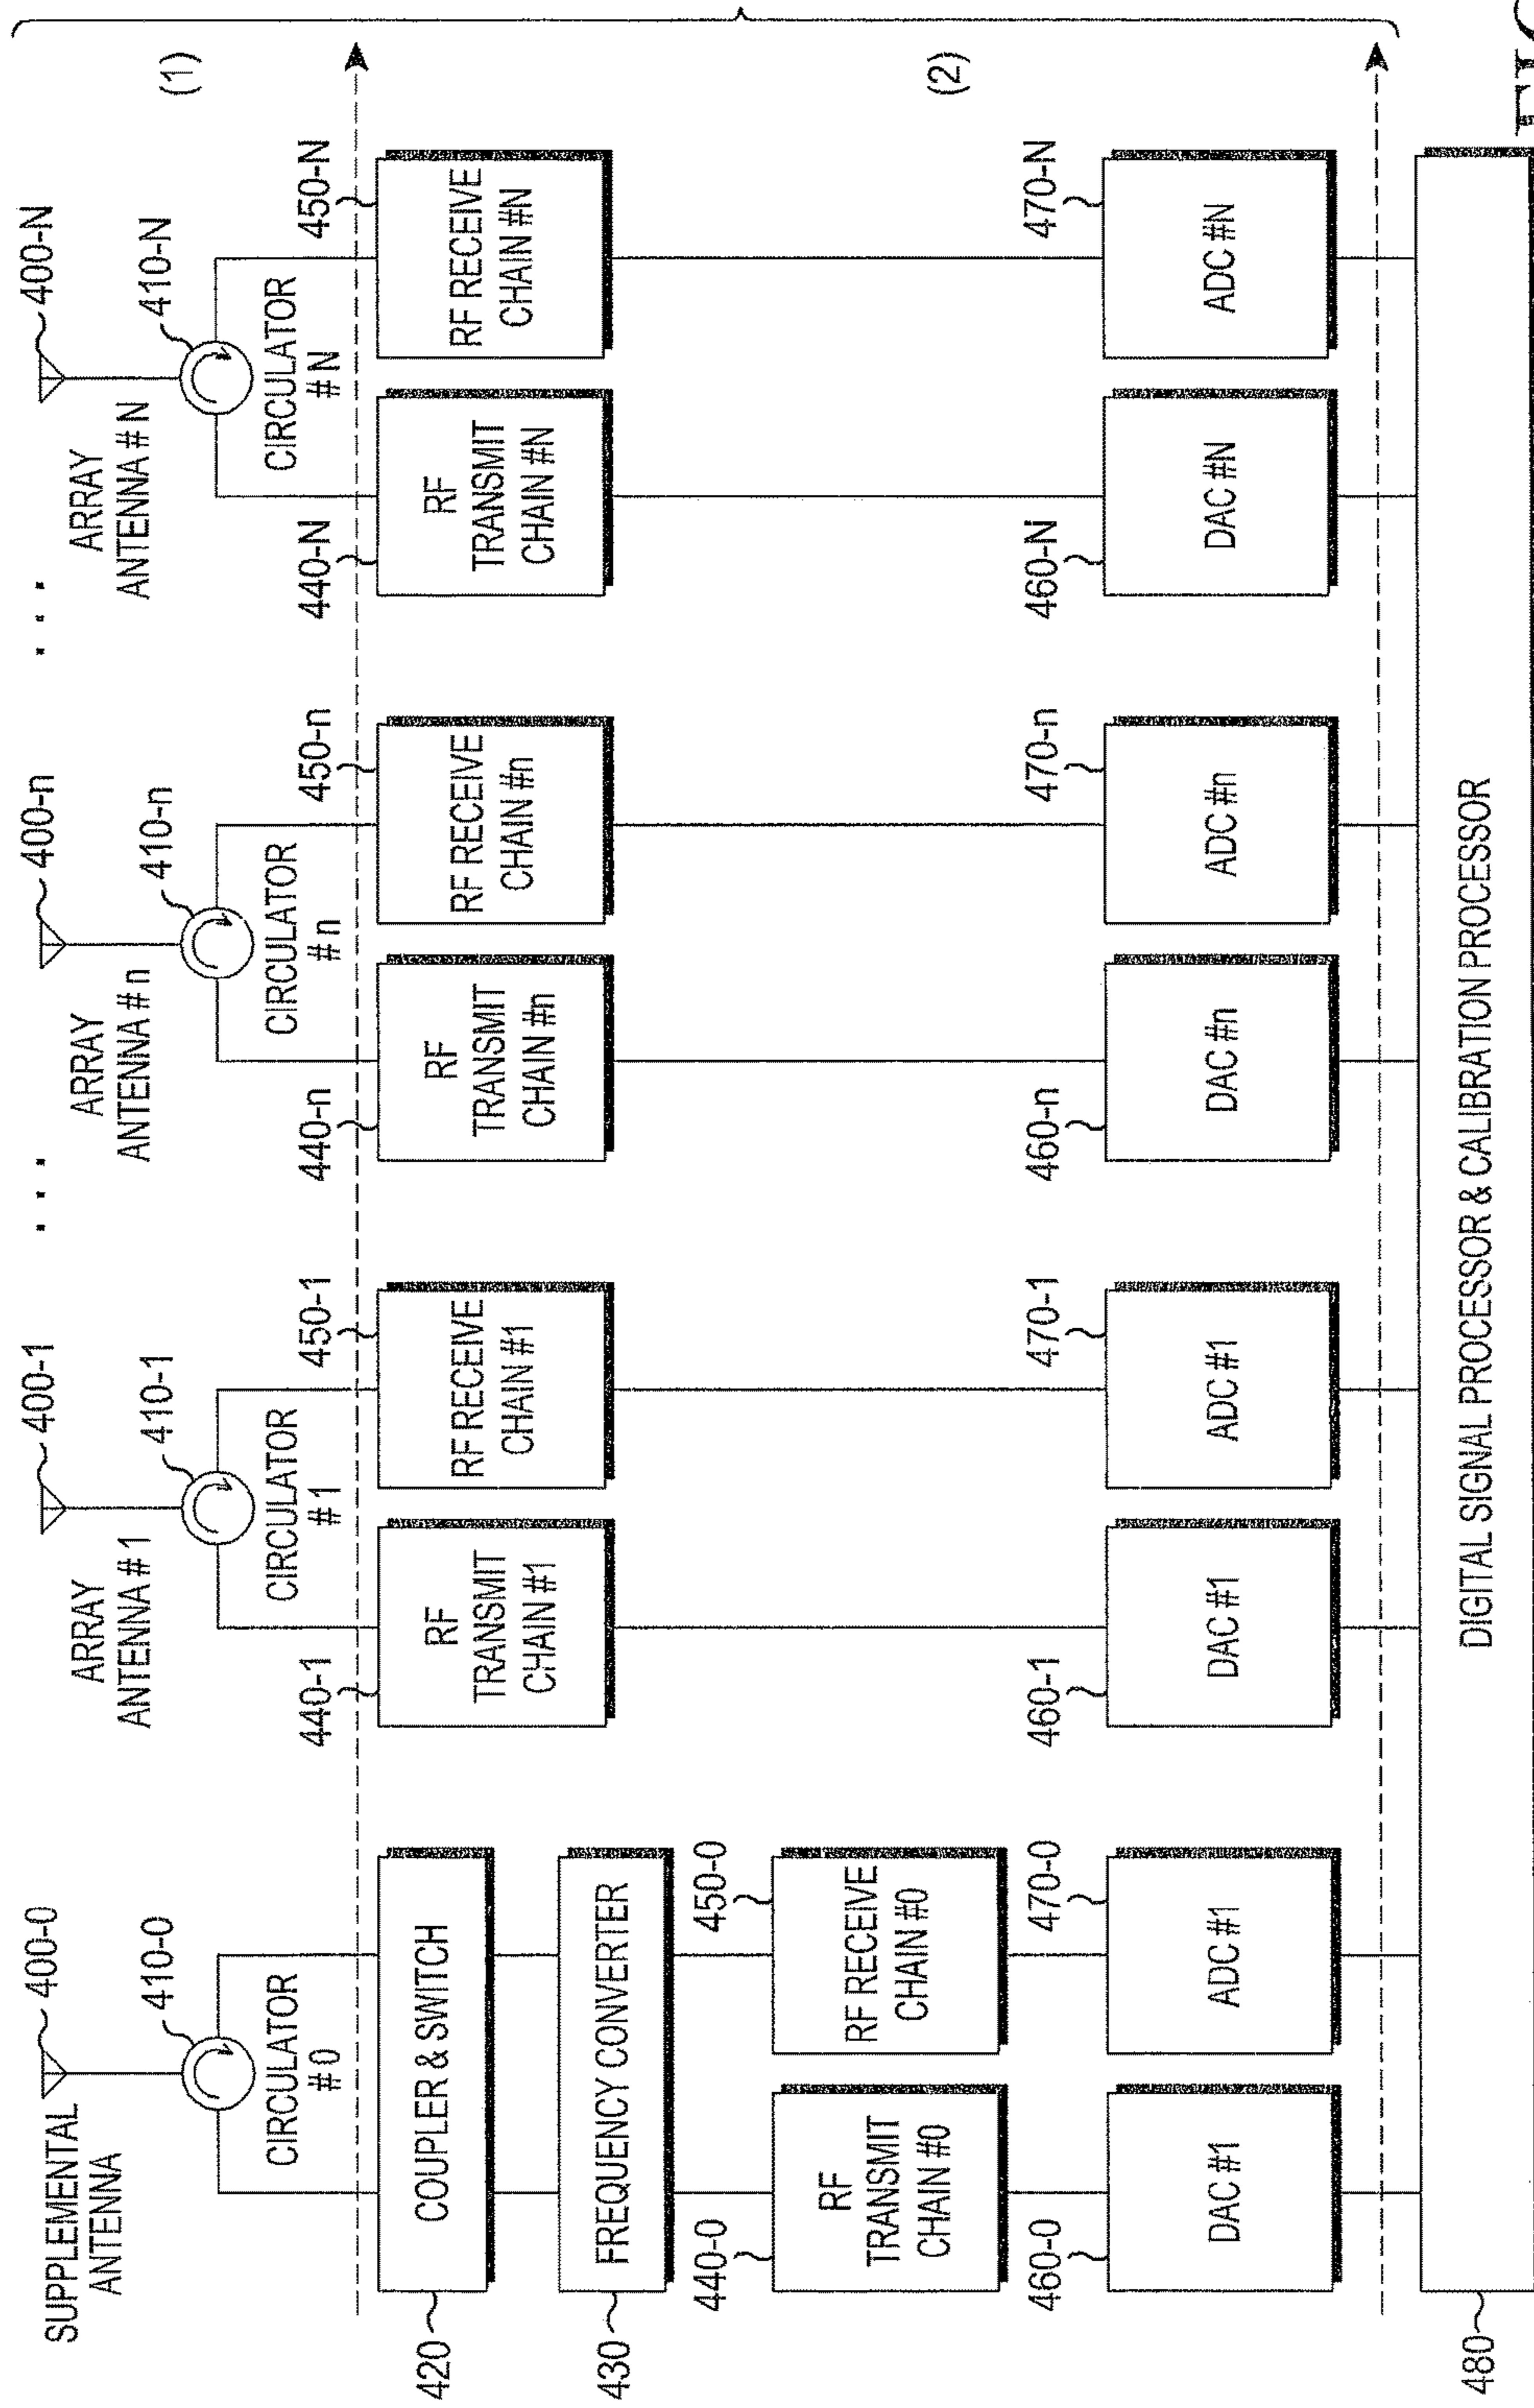 SUPPLEMENTAL
ANTENNA
400-0
410-0
CIRCULATOR
#0
420
COUPLER & SWITCH
430
FREQUENCY CONVERTER
440-0
RF
TRANSMIT
CHAIN #0
450-0
RF RECEIVE
CHAIN #0
460-0
DAC #1
470-0
ADC #1
ARRAY
ANTENNA # 1
400-1
410-1
CIRCULATOR
#1
440-1
RF
TRANSMIT
CHAIN #1
450-1
RF RECEIVE
CHAIN #1
460-1
DAC #1
470-1
ADC #1
. . .
ARRAY
ANTENNA # n
400-n
410-n
CIRCULATOR
#n
440-n
RF
TRANSMIT
CHAIN #n
450-n
RF RECEIVE
CHAIN #n
460-n
DAC #n
470-n
ADC #n
. . .
ARRAY
ANTENNA # N
400-N
410-N
CIRCULATOR
# N
440-N
RF
TRANSMIT
CHAIN #N
450-N
RF RECEIVE
CHAIN #N
460-N
DAC #N
470-N
ADC #N
(1)
(2)
480
DIGITAL SIGNAL PROCESSOR & CALIBRATION PROCESSOR